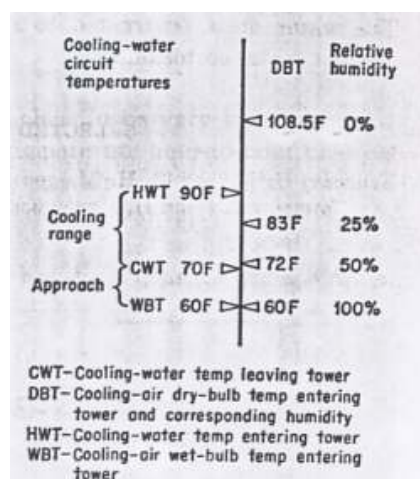 Cooling-water
circuit
temperatures
DBT
Relative
humidity
108.5F 0%
HWT 90F
Cooling
range
83F 25%
72F 50%
CWT 70F
Approach
WBT 60F 60F 100%
CWT-Cooling-water temp leaving tower
DBT-Cooling-air dry-bulb temp entering
tower and corresponding humidity
HWT-Cooling-water temp entering tower
WBT-Cooling-air wet-bulb temp entering
tower